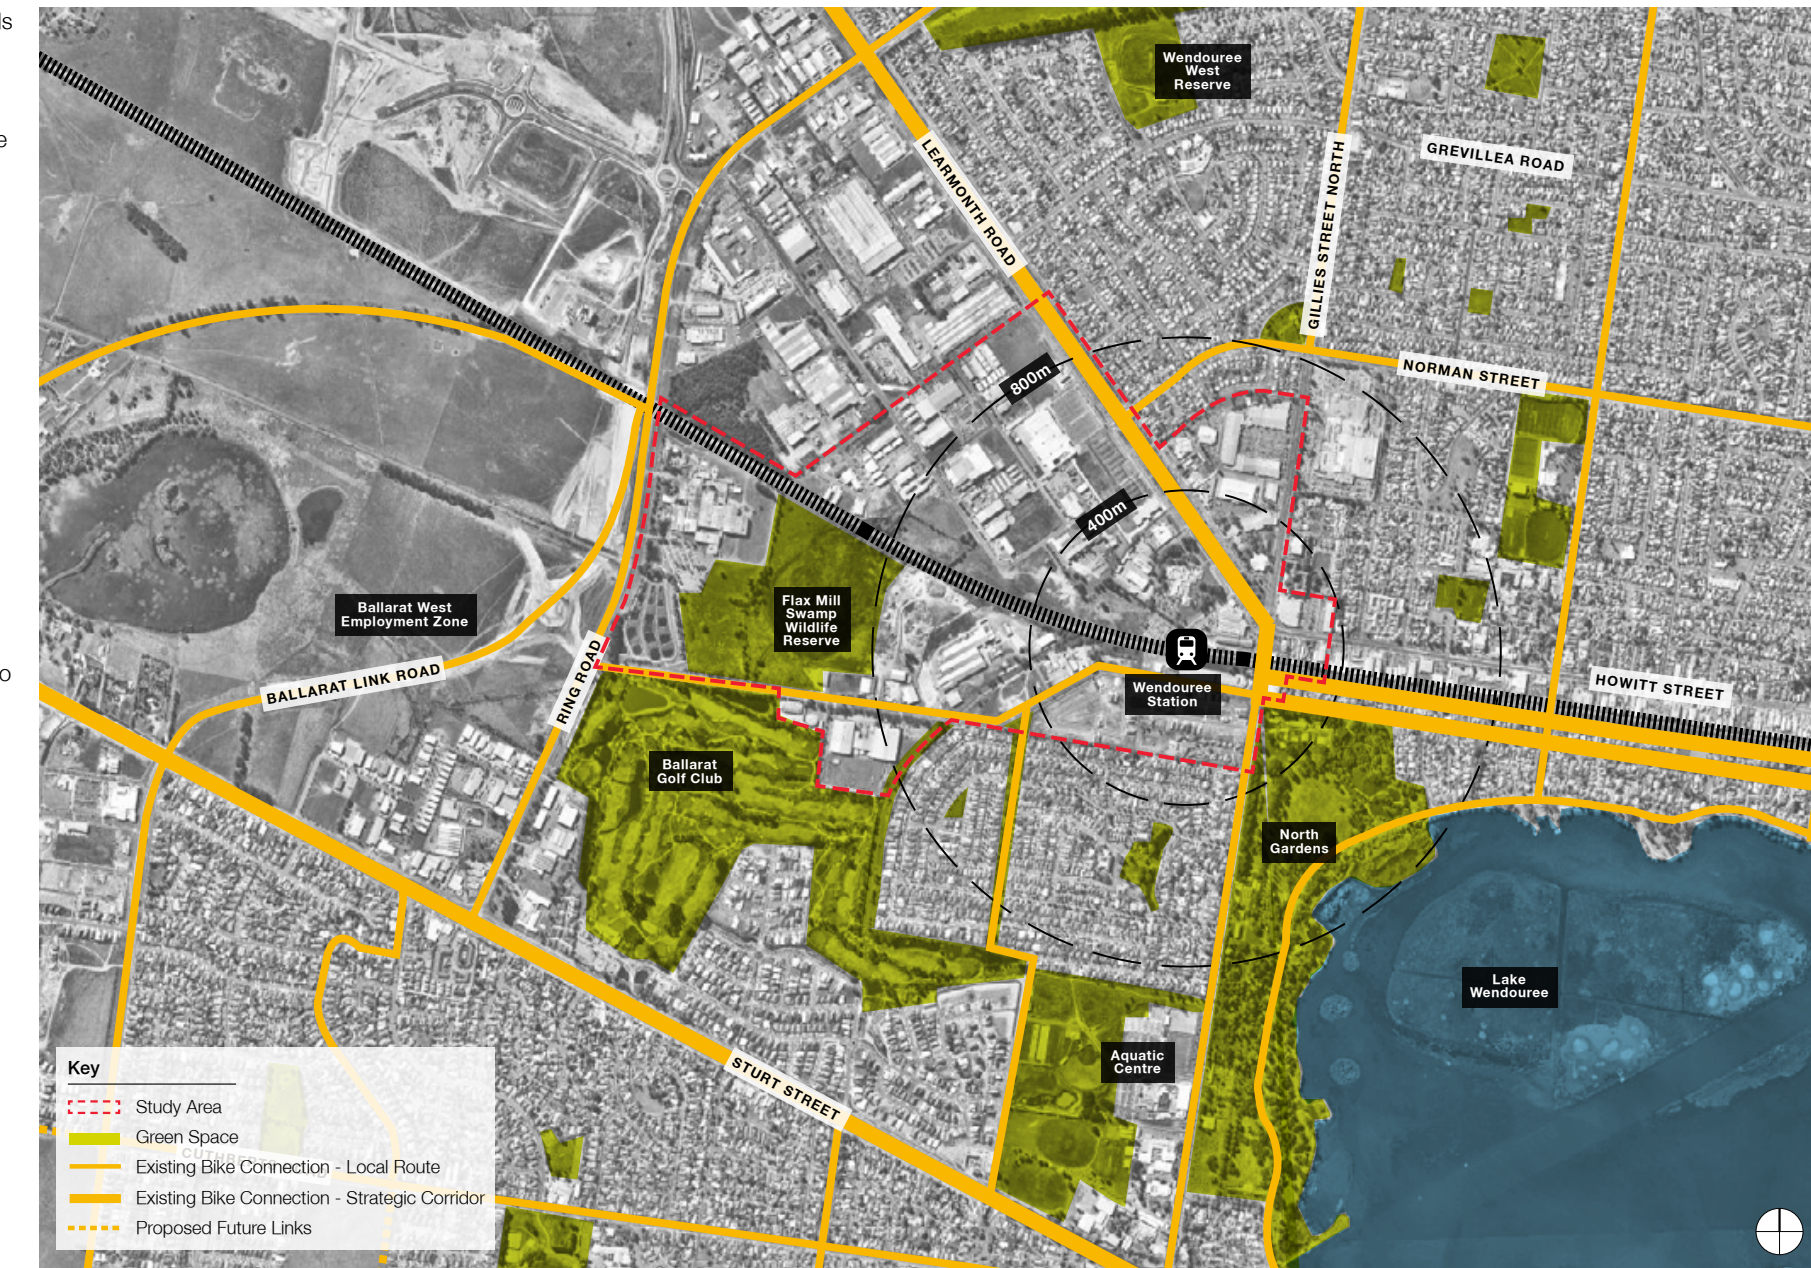 ls
e
o
Wendouree
West
Reserve
LEARMONTH ROAD
GILLIES STREET NORTH
GREVILLEA ROAD
NORMAN STREET
800m
400m
Flax Mill
Swamp
Wildlife
Reserve
Ballarat West
Employment Zone
BALLARAT LINK ROAD
RING ROAD
Wendouree
Station
HOWITT STREET
Ballarat
Golf Club
North
Gardens
Lake
Wendouree
Aquatic
Centre
STURT STREET
Key
Study Area
Green Space
Existing Bike Connection - Local Route
Existing Bike Connection - Strategic Corridor
Proposed Future Links